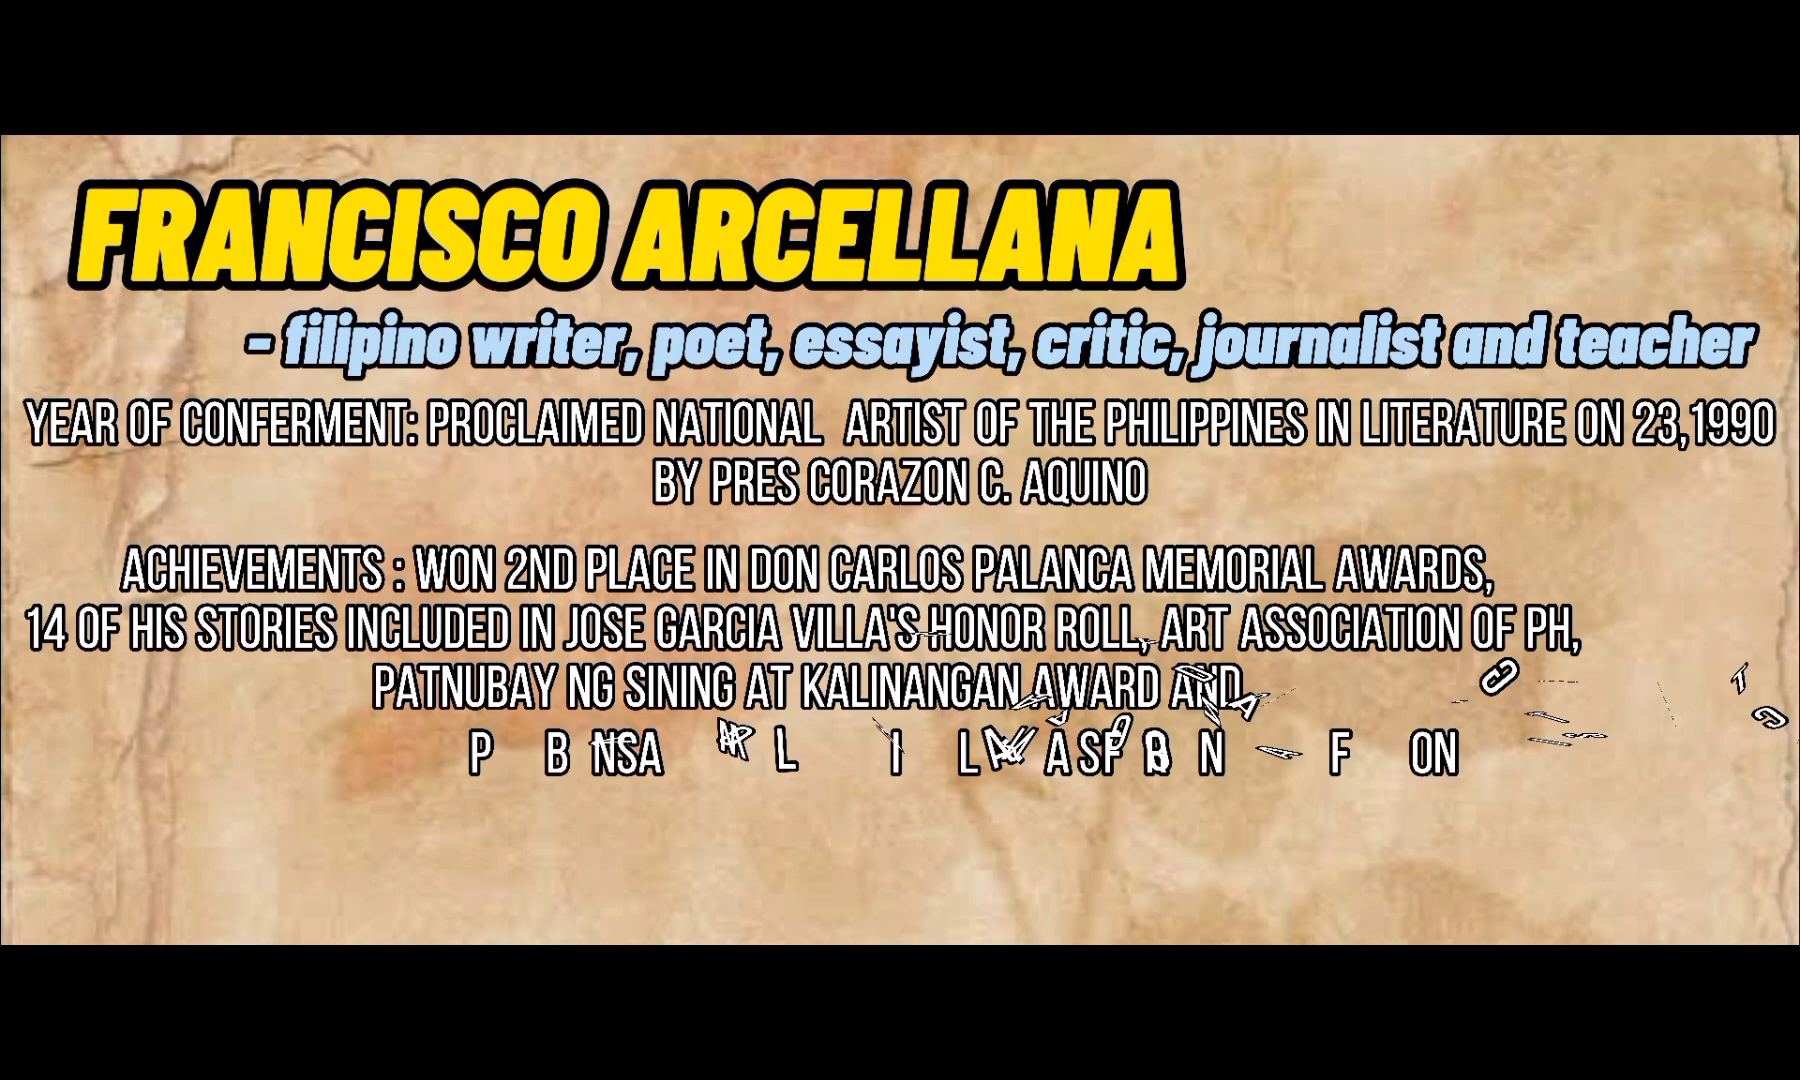 FRANCISCO ARCELLANA
- filipino writer, poet, essayist, critic, journalist and teacher
YEAR OF CONFERMENT: PROCLAIMED NATIONAL ARTIST OF THE PHILIPPINES IN LITERATURE ON 23,1990
BY PRES CORAZON C. AQUINO
ACHIEVEMENTS : WON 2ND PLACE IN DON CARLOS PALANCA MEMORIAL AWARDS,
14 OF HIS STORIES INCLUDED IN JOSE GARCIA VILLA'S HONOR ROLL, ART ASSOCIATION OF PH,
PATNUBAY NG SINING AT KALINANGAN AWARD AND